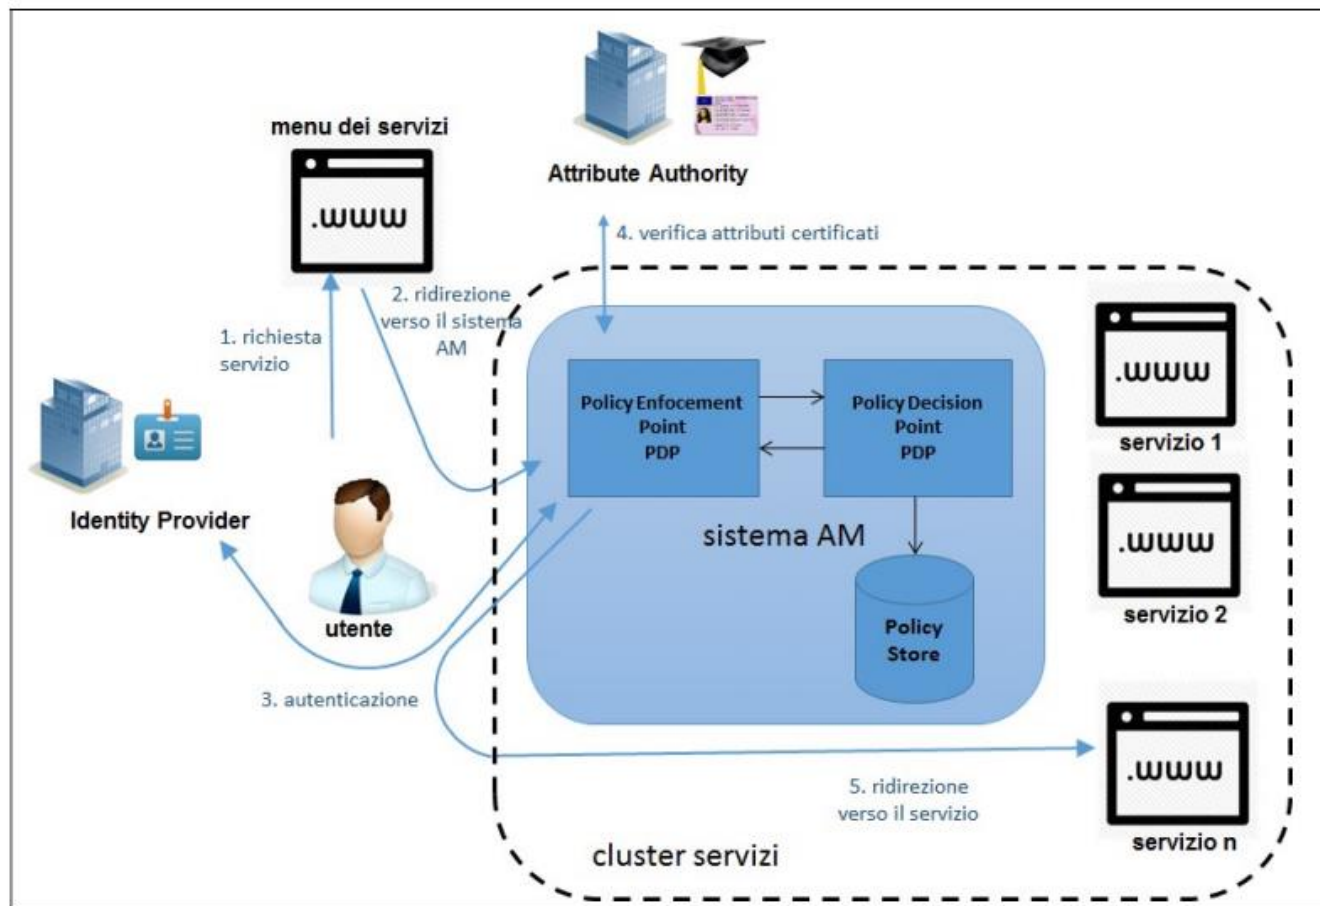 menu dei servizi
.www
Attribute Authority
4. verifica attributi certificati
2. ridirezione
verso il sistema
AM
1. richiesta
servizio
Identity Provider
utente
3. autenticazione
Policy Enfocement
Point
PDP
Policy Decision
Point
PDP
sistema AM
Policy
Store
.www
servizio 1
.www
servizio 2
.www
servizio n
5. ridirezione
verso il servizio
cluster servizi